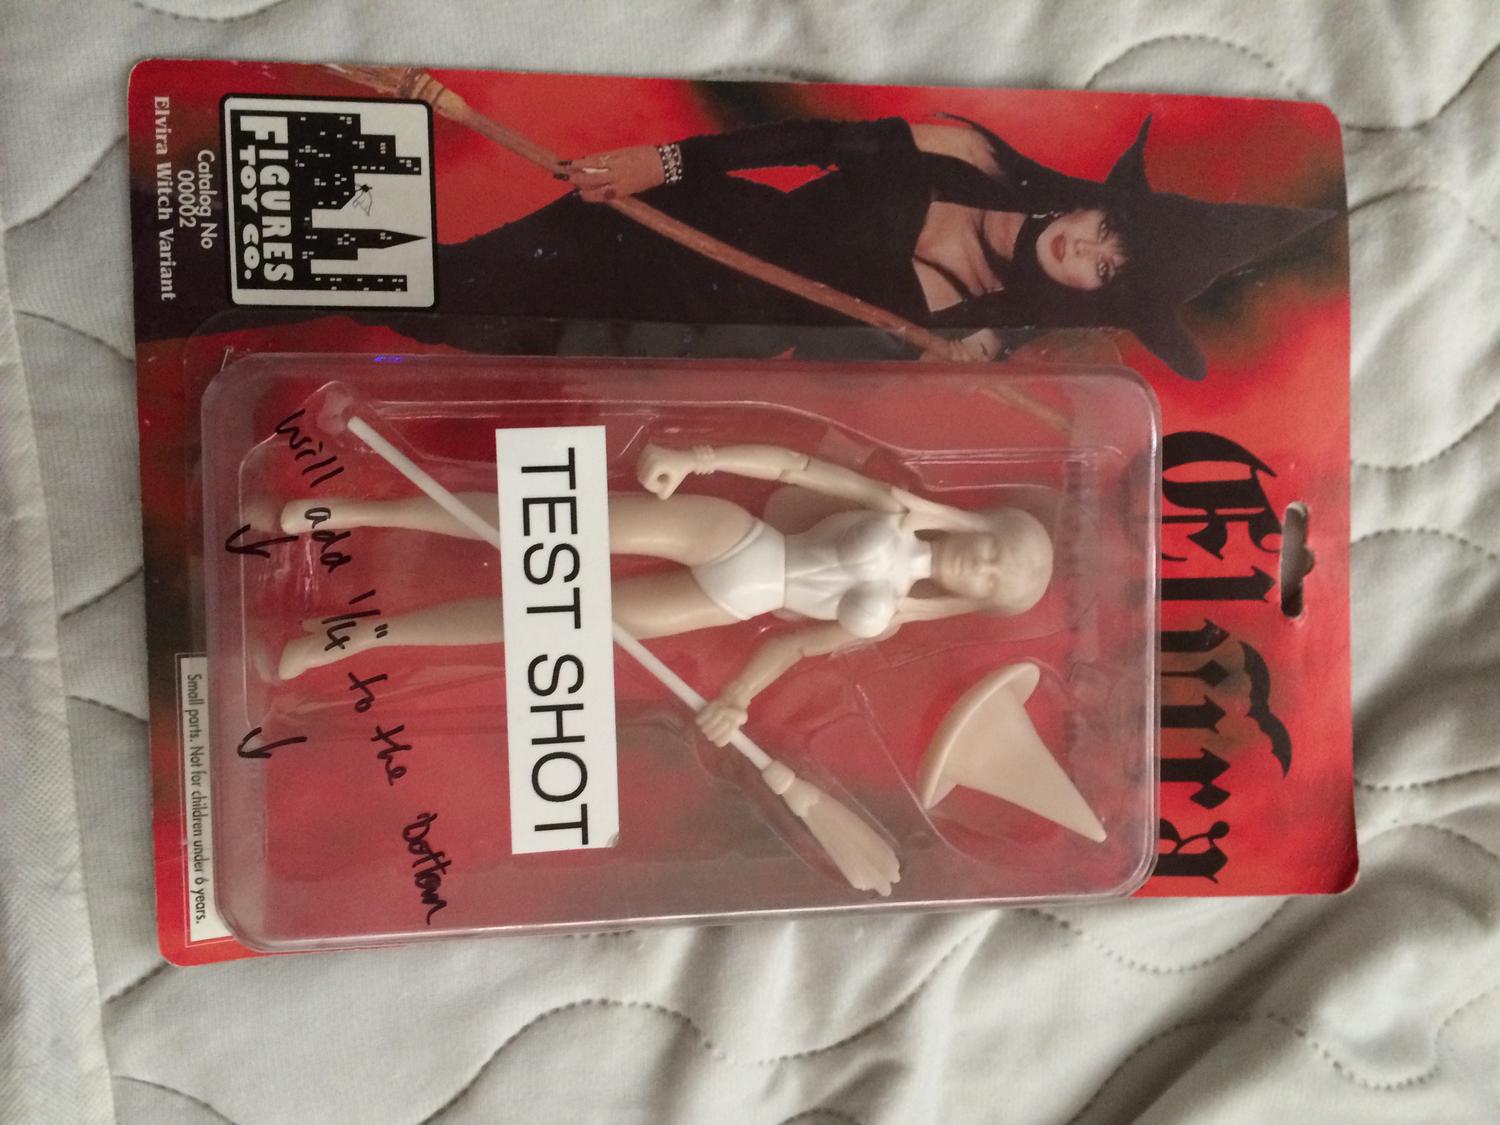 Elvira
TEST SHOT
will add 1/4" to the bottom
FIGURES
TOY CO.
Catalog No
00002
Elvira Witch Variant
Small parts. Not for children under 6 years.